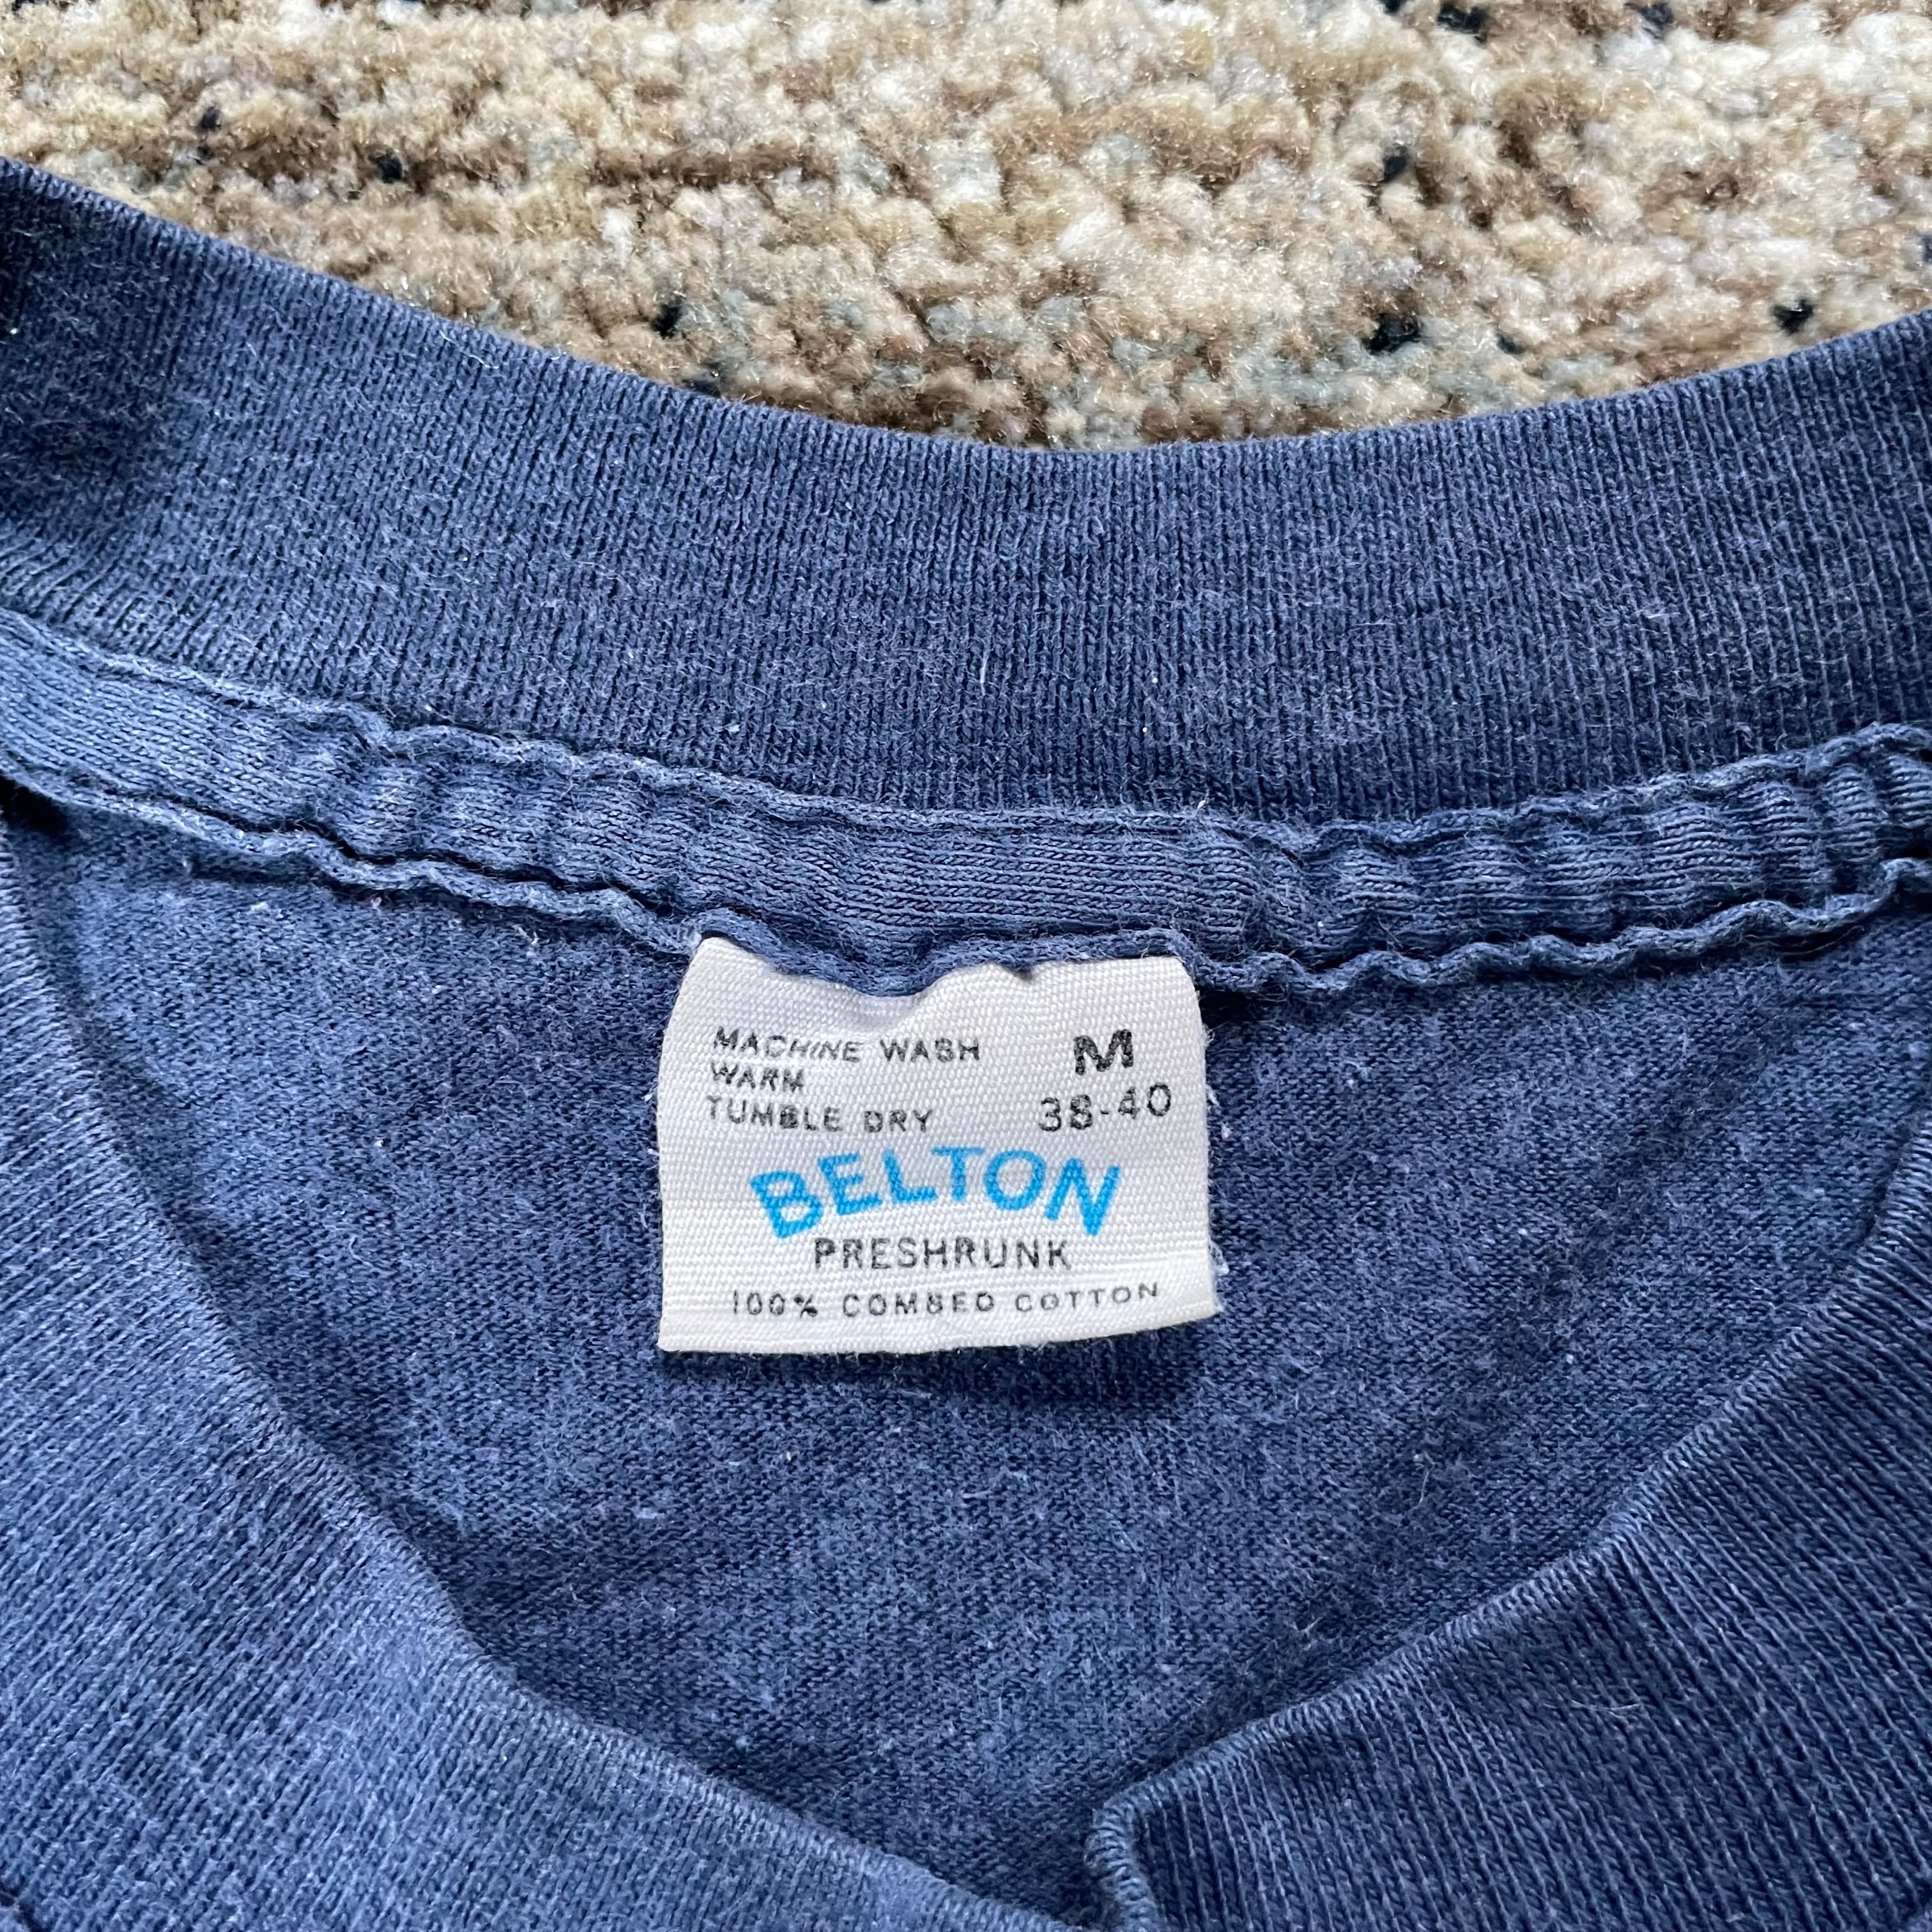 MACHINE WASH
WARM
TUMBLE DRY
M
38-40
BELTON
PRESHRUNK
100% COMBED COTTON